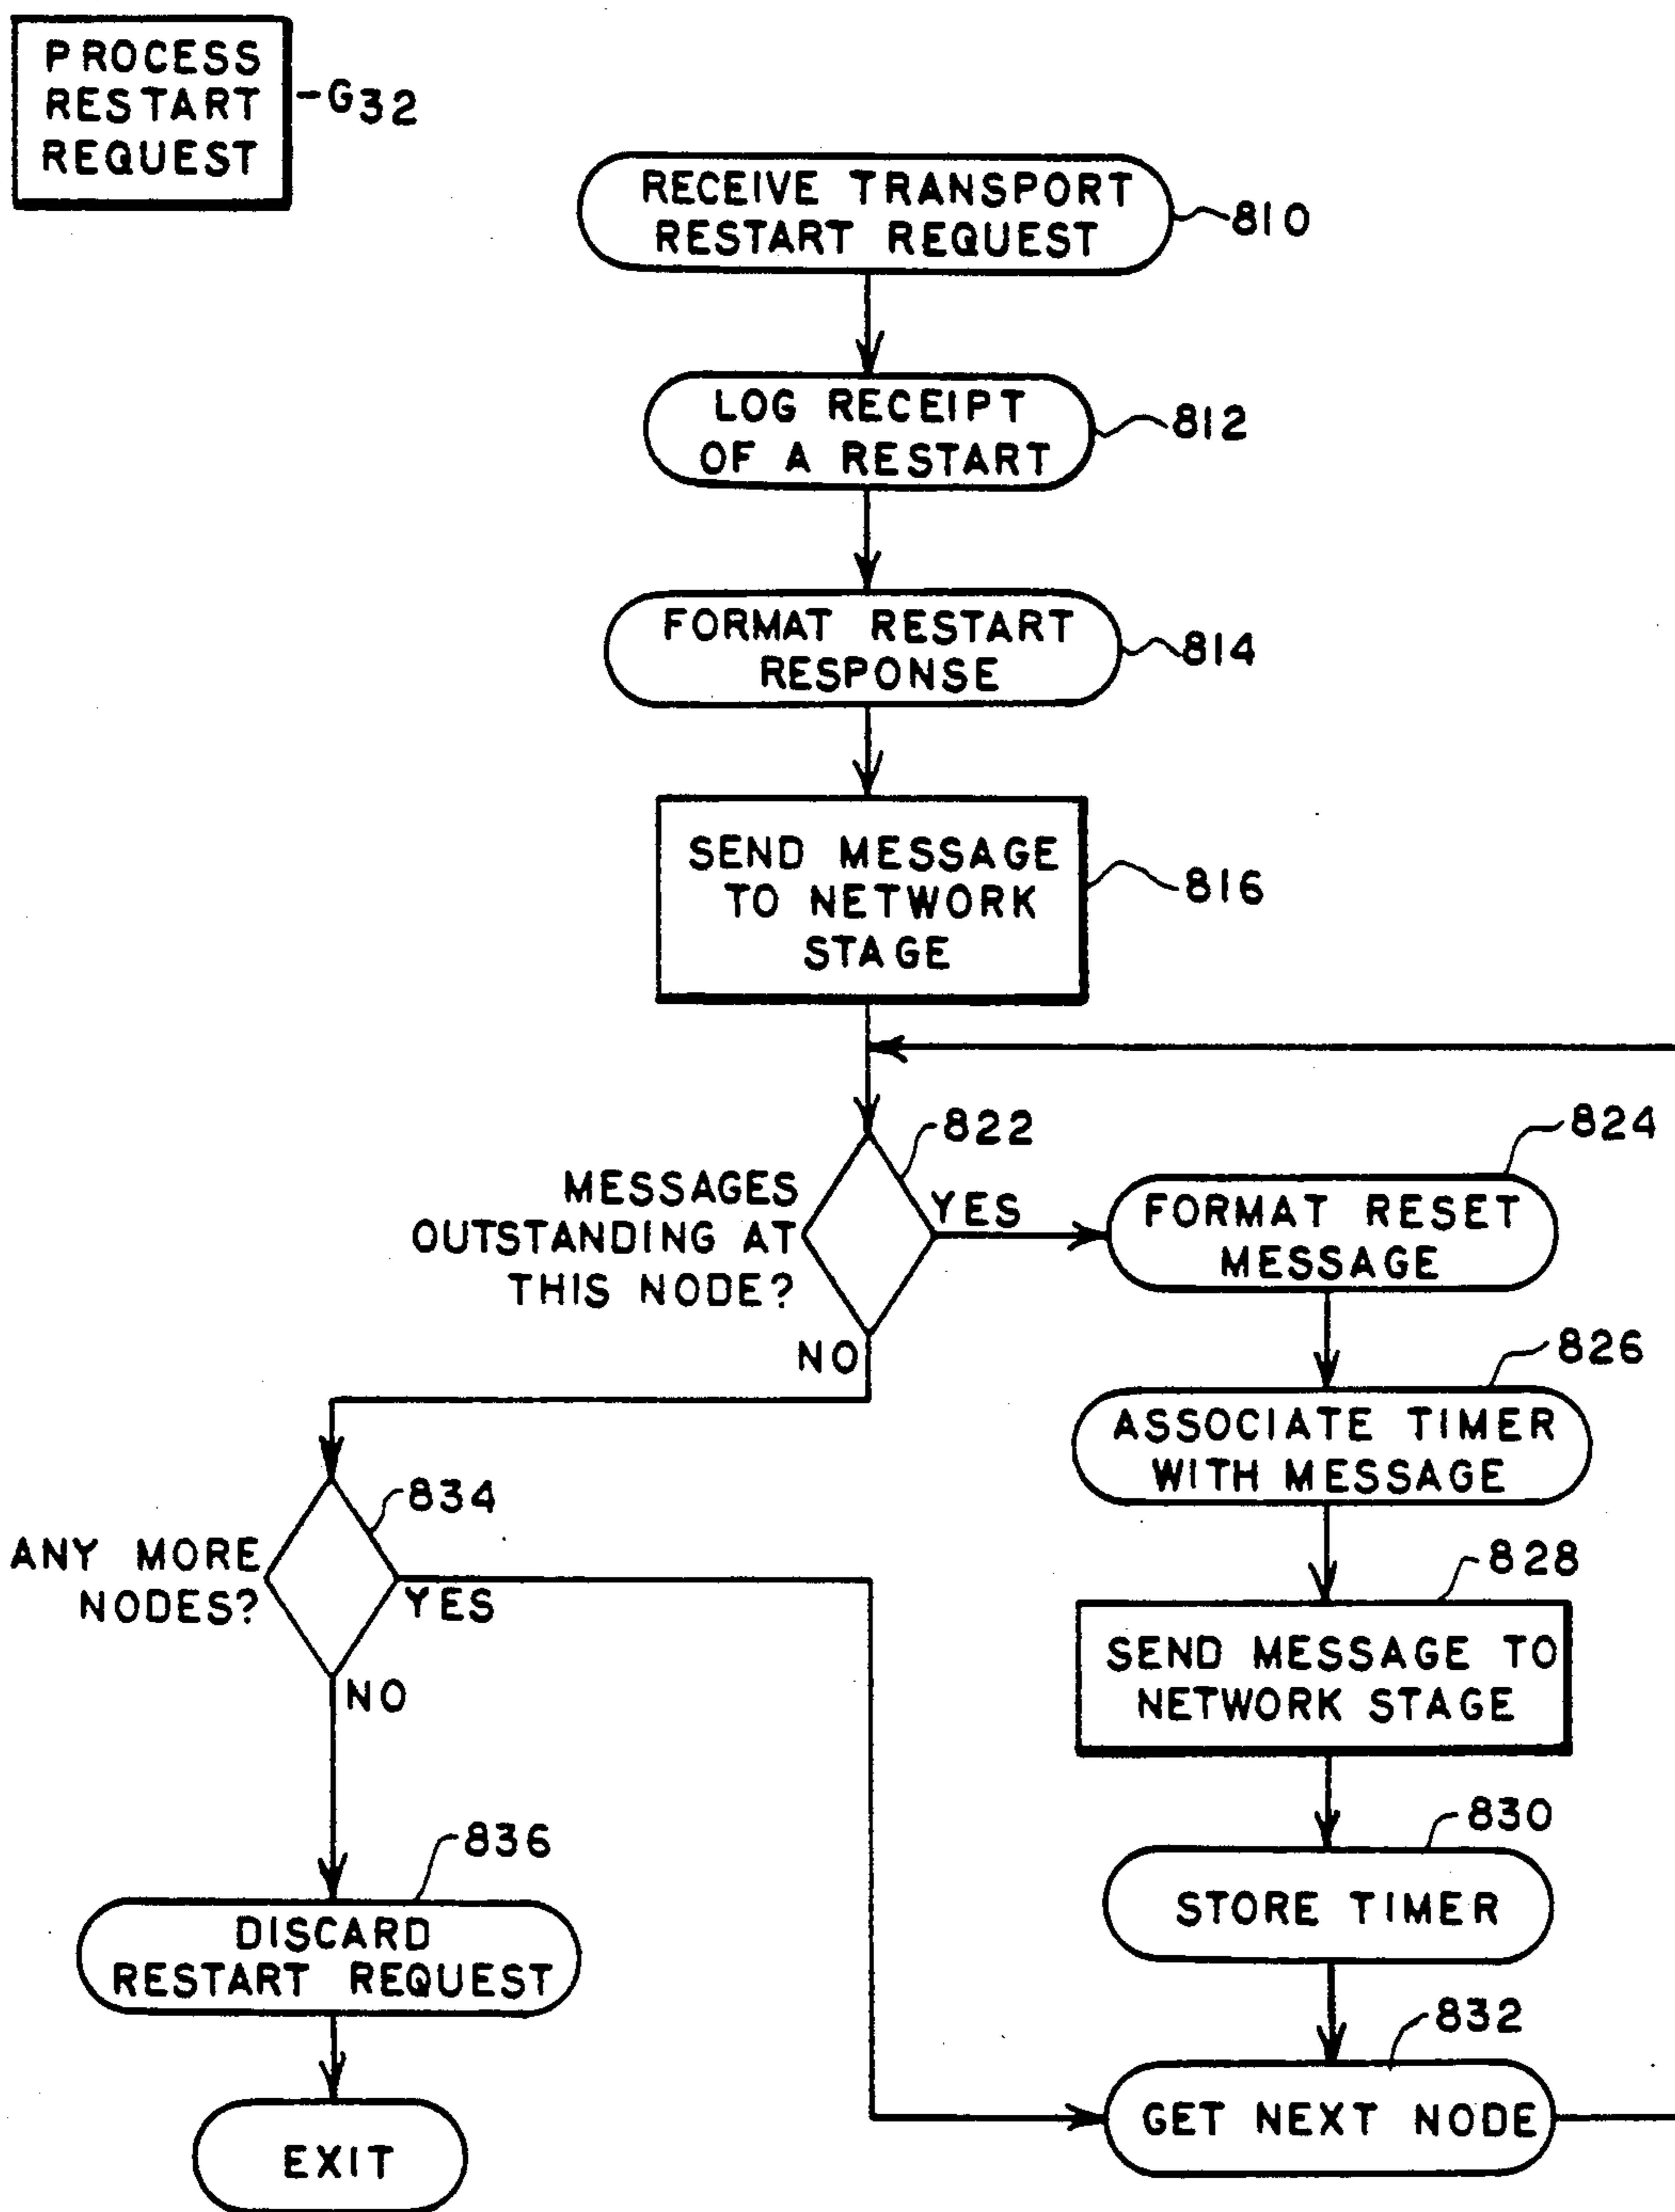 PROCESS
RESTART
REQUEST
G32
RECEIVE TRANSPORT
RESTART REQUEST
810
LOG RECEIPT
OF A RESTART
812
FORMAT RESTART
RESPONSE
814
SEND MESSAGE
TO NETWORK
STAGE
816
822
MESSAGES
OUTSTANDING AT
THIS NODE?
YES
NO
824
FORMAT RESET
MESSAGE
826
ASSOCIATE TIMER
WITH MESSAGE
828
SEND MESSAGE TO
NETWORK STAGE
830
STORE TIMER
832
GET NEXT NODE
834
ANY MORE
NODES?
YES
NO
836
DISCARD
RESTART REQUEST
EXIT